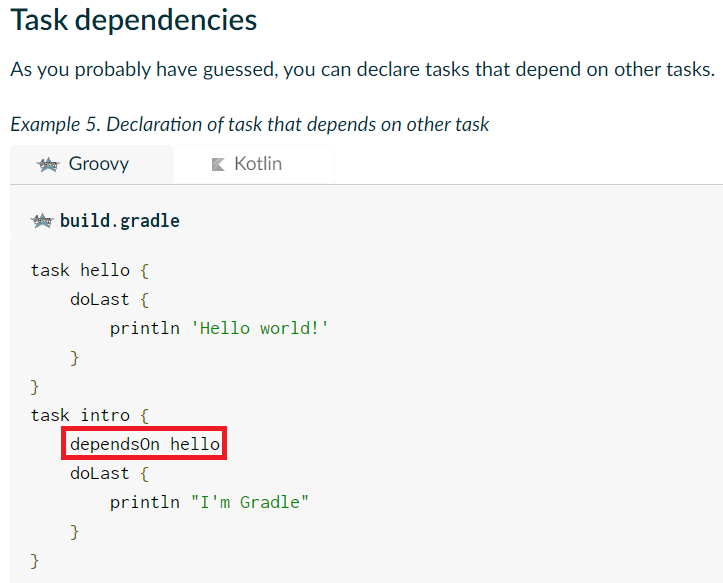 Task dependencies
As you probably have guessed, you can declare tasks that depend on other tasks.
Example 5. Declaration of task that depends on other task
Groovy Kotlin
build.gradle
task hello {
    doLast {
        println 'Hello world!'
    }
}
task intro {
    dependsOn hello
    doLast {
        println "I'm Gradle"
    }
}